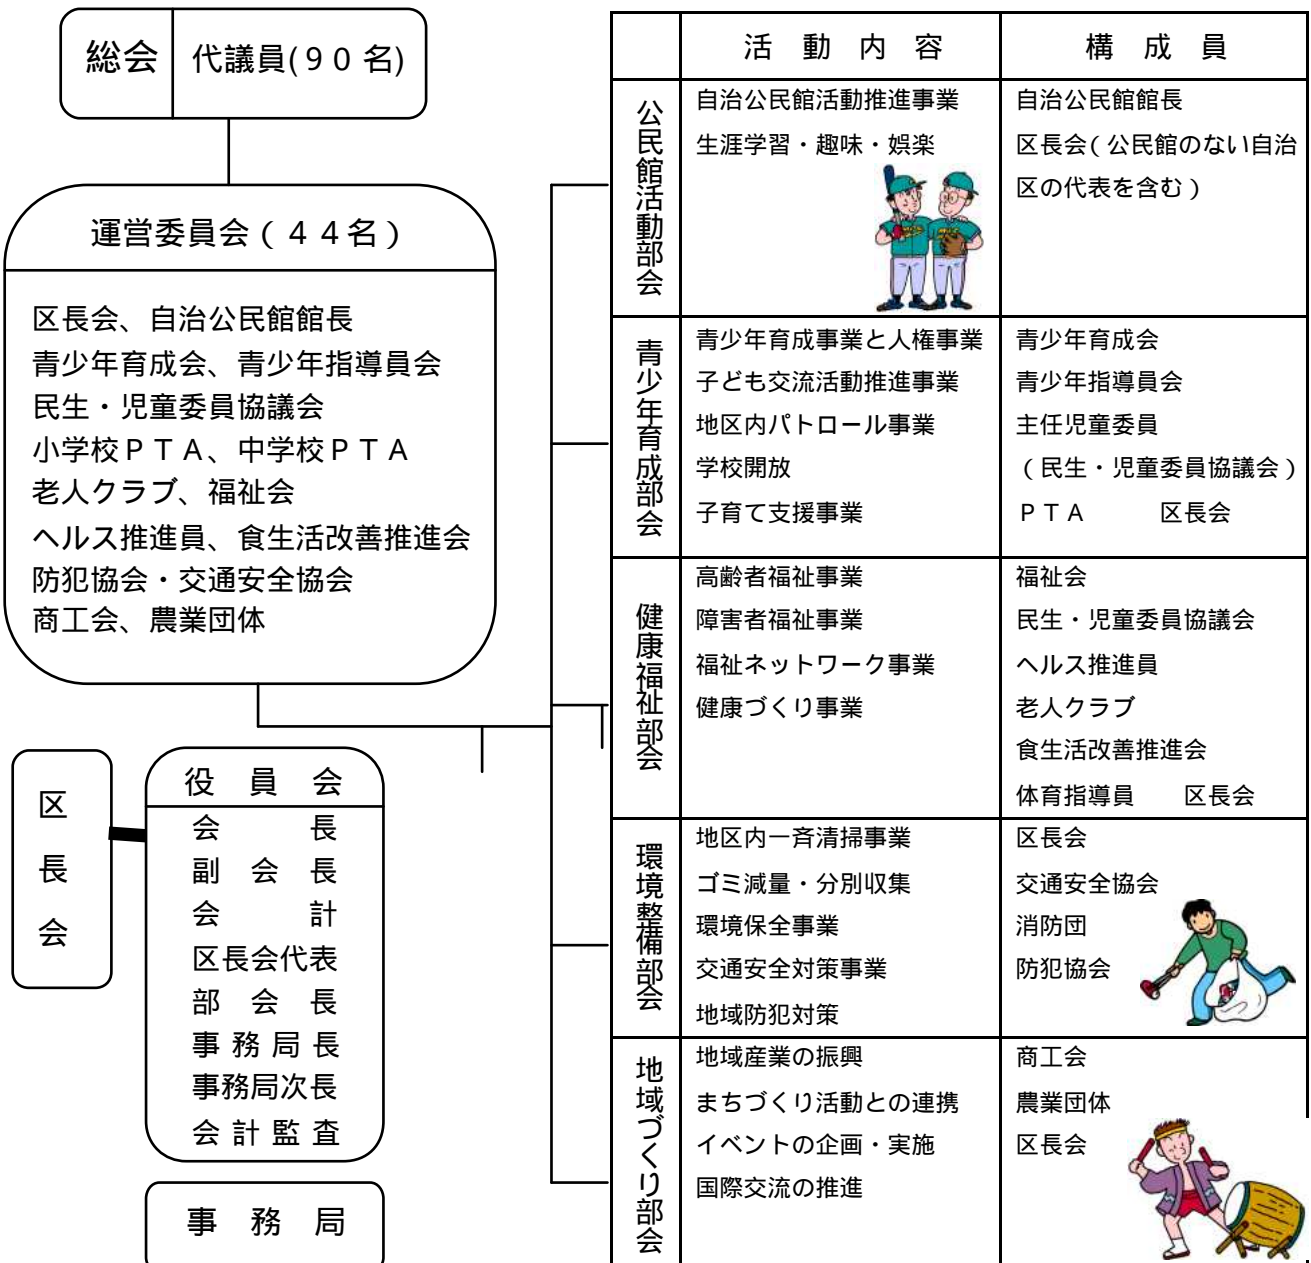 総会 代議員(９０名)
運営委員会（４４名）
区長会、自治公民館館長
青少年育成会、青少年指導員会
民生・児童委員協議会
小学校ＰＴＡ、中学校ＰＴＡ
老人クラブ、福祉会
ヘルス推進員、食生活改善推進会
防犯協会・交通安全協会
商工会、農業団体
区長会
役員会
会長
副会長
会計
区長会代表
部会長
事務局長
事務局次長
会計監査
事務局
活動内容 構成員
公民館活動部会
自治公民館活動推進事業
生涯学習・趣味・娯楽
自治公民館館長
区長会(公民館のない自治
区の代表を含む)
青少年育成部会
青少年育成事業と人権事業
子ども交流活動推進事業
地区内パトロール事業
学校開放
子育て支援事業
青少年育成会
青少年指導員会
主任児童委員
（民生・児童委員協議会）
ＰＴＡ 区長会
健康福祉部会
高齢者福祉事業
障害者福祉事業
福祉ネットワーク事業
健康づくり事業
福祉会
民生・児童委員協議会
ヘルス推進員
老人クラブ
食生活改善推進会
体育指導員 区長会
環境整備部会
地区内一斉清掃事業
ゴミ減量・分別収集
環境保全事業
交通安全対策事業
地域防犯対策
区長会
交通安全協会
消防団
防犯協会
地域づくり部会
地域産業の振興
まちづくり活動との連携
イベントの企画・実施
国際交流の推進
商工会
農業団体
区長会